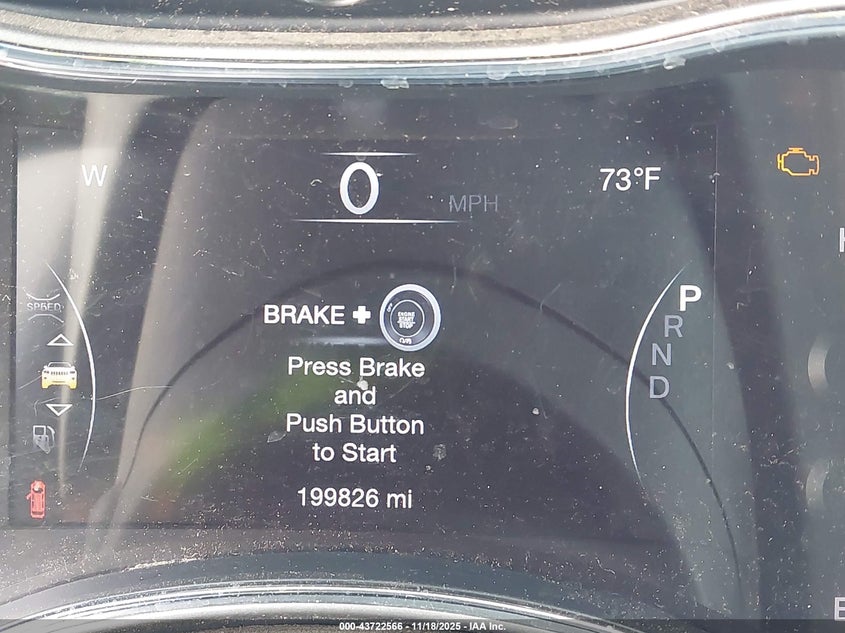 W
0
MPH
73°F
SPEED
BRAKE +
ENGINE
START
STOP
P
R
N
D
Press Brake
and
Push Button
to Start
199826 mi
000-43722566 - 11/18/2025 - IAA Inc.